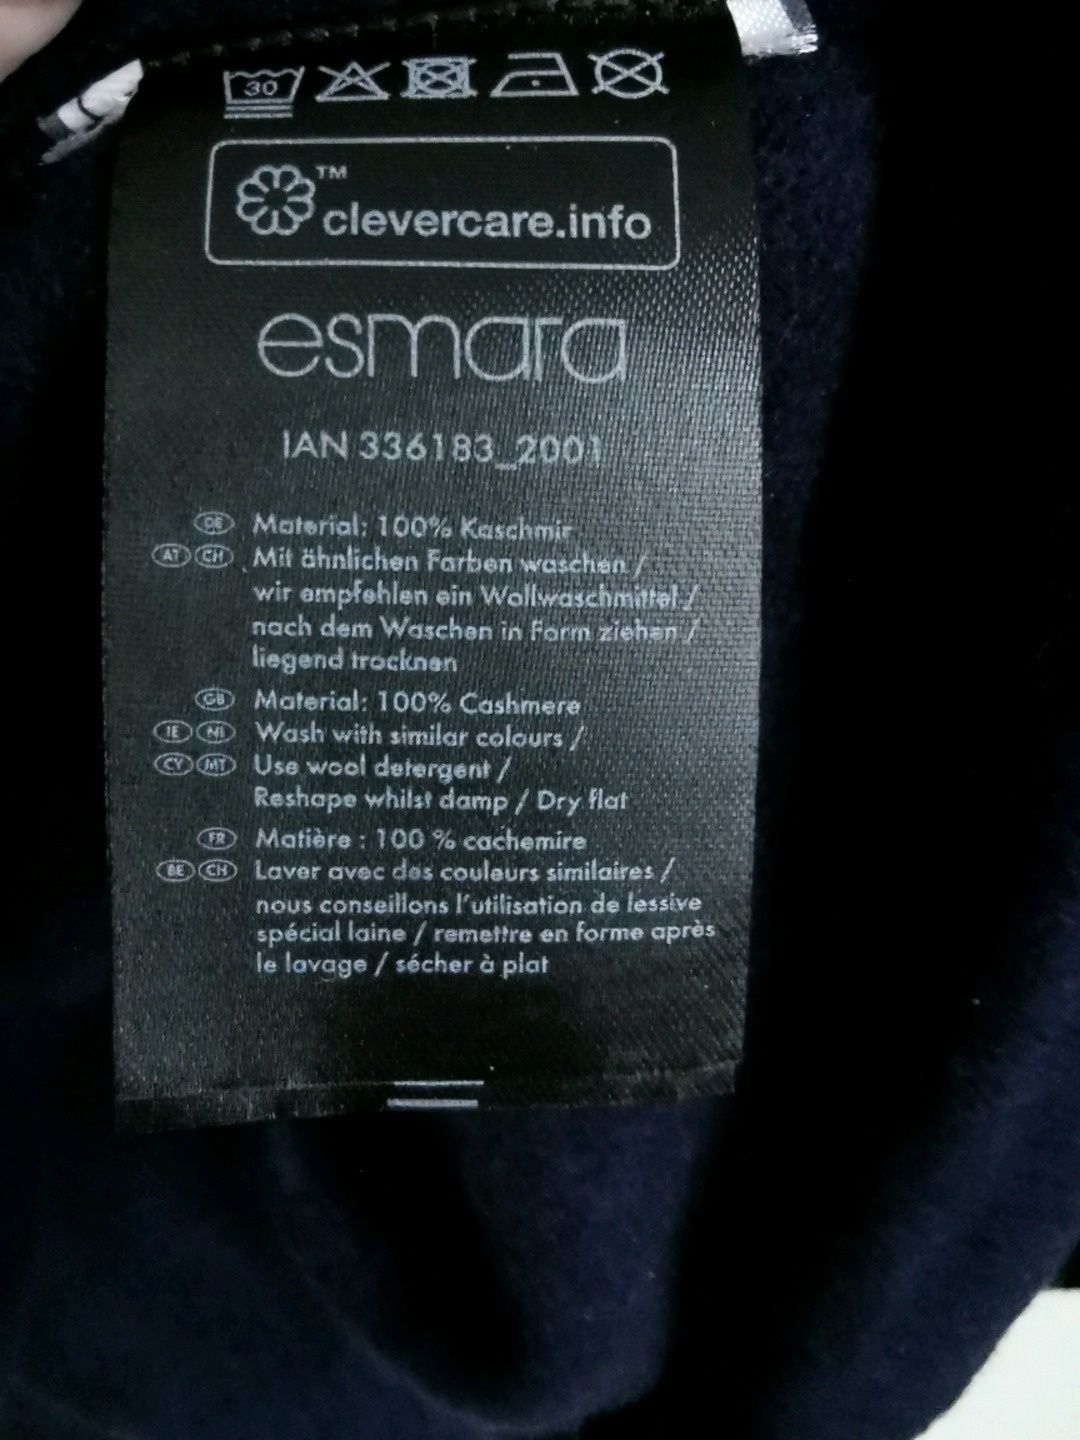 30
TM
clevercare.info
esmara
IAN 336183_2001
DE Material: 100% Kaschmir
AT CH Mit ähnlichen Farben waschen /
wir empfehlen ein Wollwaschmittel /
nach dem Waschen in Form ziehen /
liegend trocknen
GB Material: 100% Cashmere
IE NI Wash with similar colours /
CY MT Use wool detergent /
Reshape whilst damp / Dry flat
FR Matière : 100 % cachemire
BE CH Laver avec des couleurs similaires /
nous conseillons l'utilisation de lessive
spécial laine / remettre en forme après
le lavage / sécher à plat